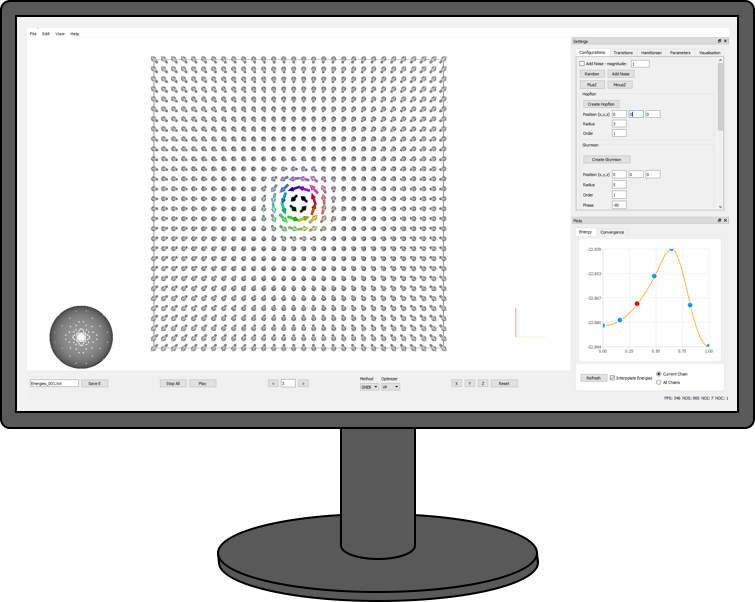 File Edit View Help
Settings
Configurations Transitions Hamiltonian Parameters Visualisation
Add Noise - magnitude: 1
Random Add Noise
PlusZ MinusZ
Hopfion
Create Hopfion
Position (x,y,z) 0 0 0
Radius 3
Order 1
Skyrmion
Create Skyrmion
Position (x,y,z) 0 0 0
Radius 5
Order 1
Phase -90
Plots
Energy Convergence
-22.833
-22.847
-22.880
-22.894
0.00 0.25 0.50 0.75 1.00
Refresh Interpolate Energies Current Chain
All Chains
Energies_001.txt Save E Stop All Play < 3 > Method GNEB Optimizer VP X Y Z Reset
FPS: 346 NOS: 900 NOI: 7 NOC: 1